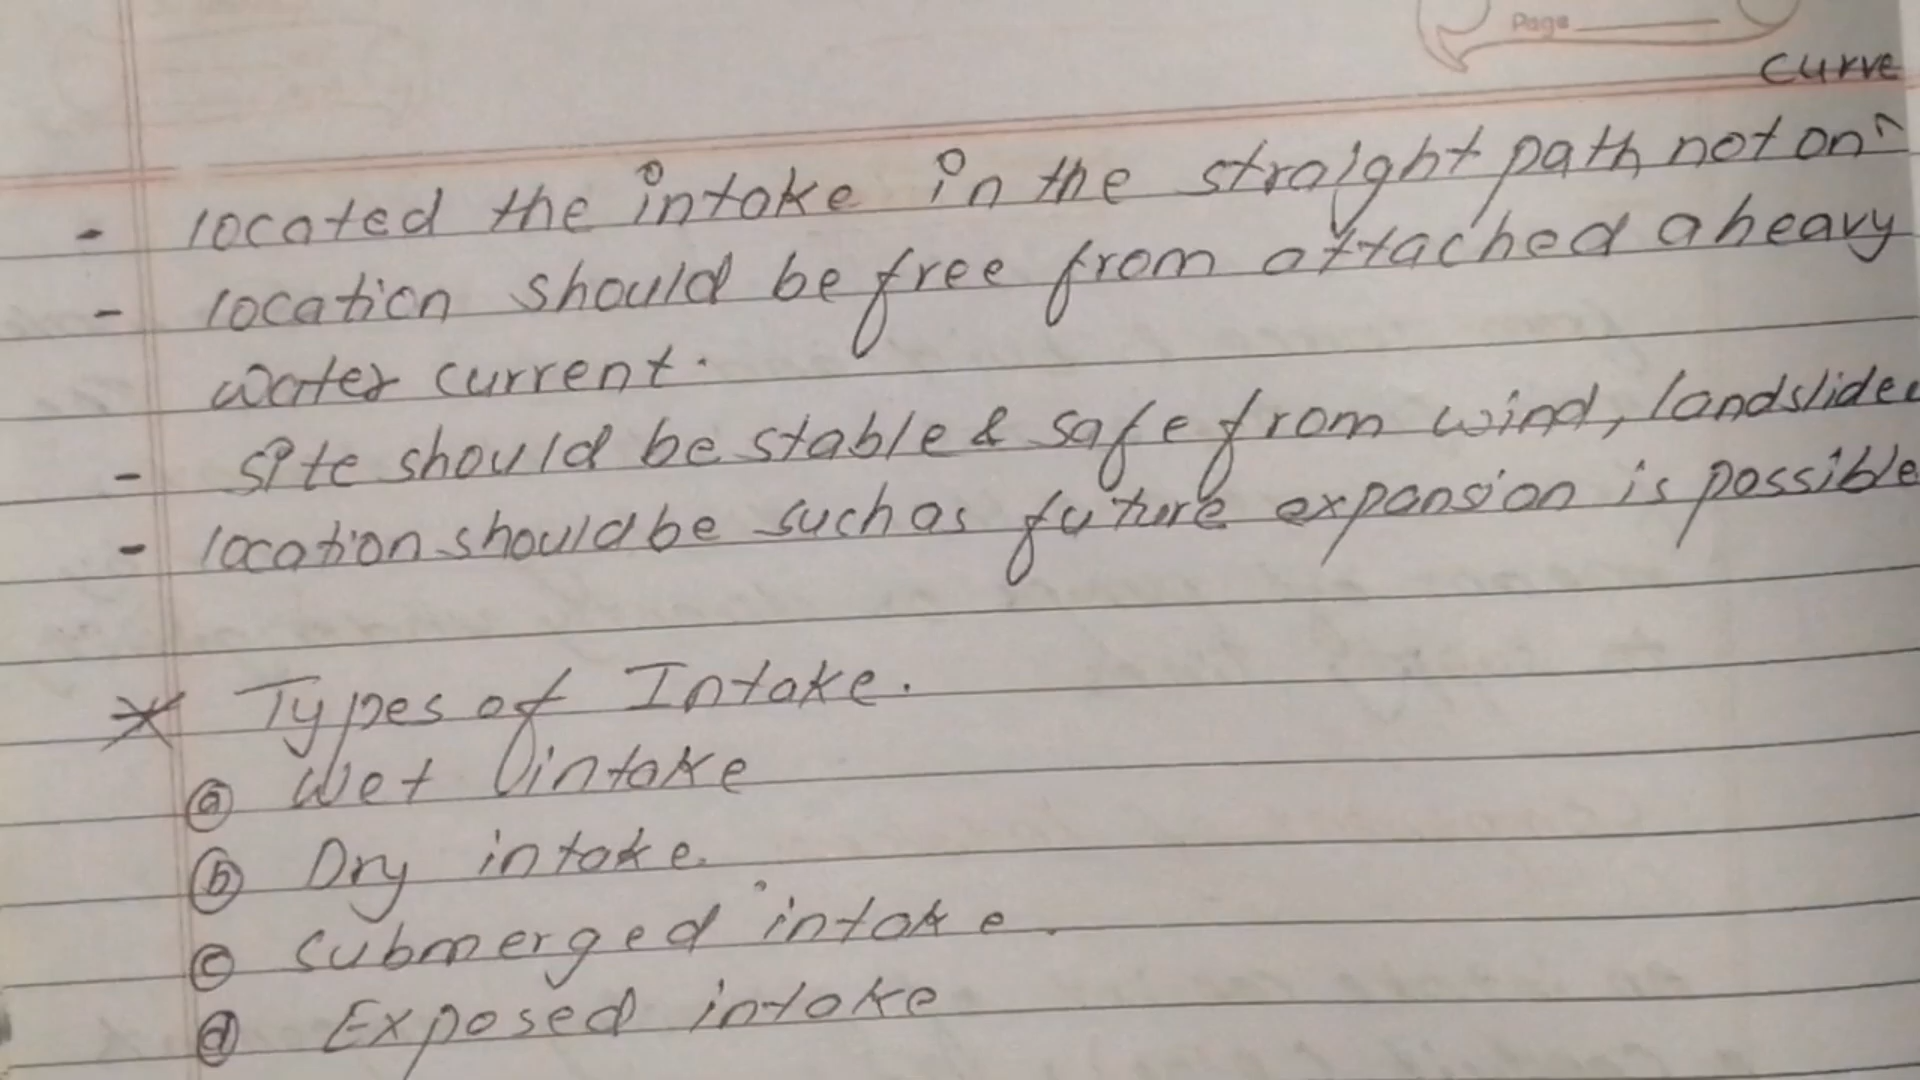 Page
curve
- located the intake in the straight path not on ^
- location should be free from attached a heavy
water current.
- site should be stable & safe from wind, landslides
- location should be such as future expansion is possible
* Types of Intake.
ⓐ Wet intake
ⓑ Dry intake.
ⓒ submerged intake.
ⓓ Exposed intake